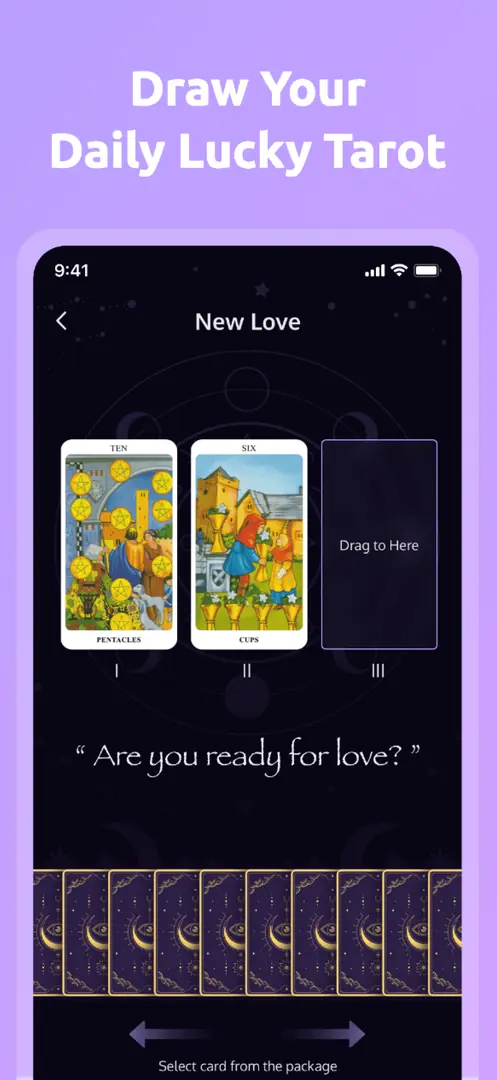 Draw Your
Daily Lucky Tarot
9:41
New Love
TEN
SIX
Drag to Here
PENTACLES
CUPS
I
II
III
“ Are you ready for love? ”
Select card from the package